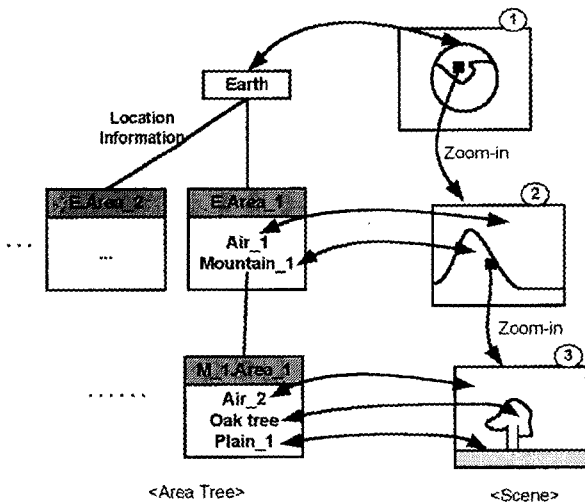 1
Earth
Location
Information
Zoom-in
E.Area_2
E.Area_1
2
...
Air_1
Mountain_1
...
Zoom-in
3
M_1.Area_1
......
Air_2
Oak tree
Plain_1
<Area Tree>
<Scene>